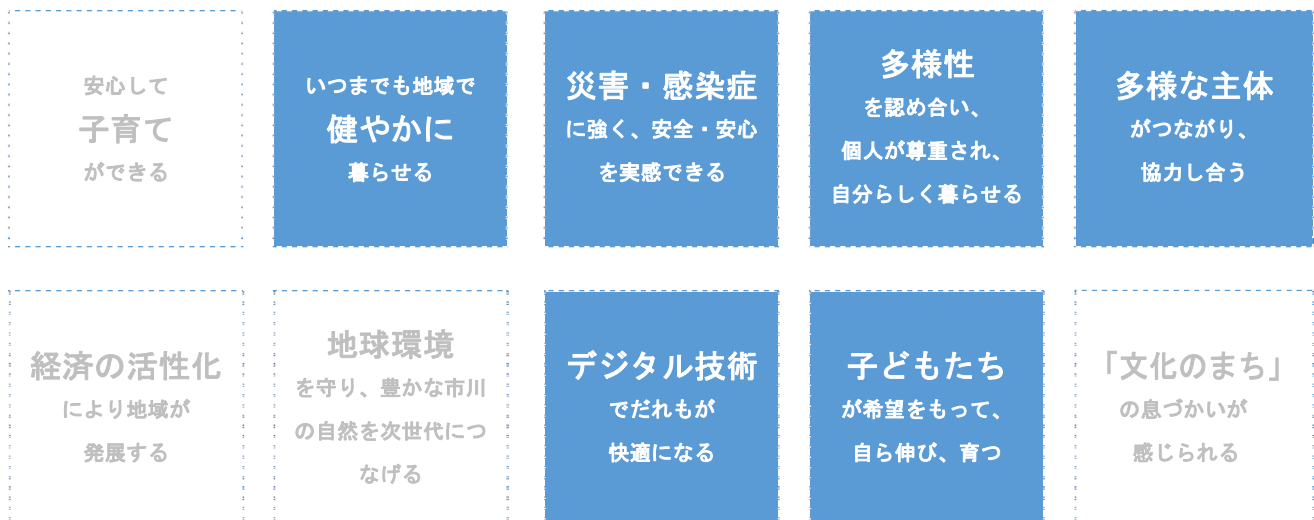 安心して
子育て
ができる
いつまでも地域で
健やかに
暮らせる
災害・感染症
に強く、安全・安心
を実感できる
多様性
を認め合い、
個人が尊重され、
自分らしく暮らせる
多様な主体
がつながり、
協力し合う
経済の活性化
により地域が
発展する
地球環境
を守り、豊かな市川
の自然を次世代につ
なげる
デジタル技術
でだれもが
快適になる
子どもたち
が希望をもって、
自ら伸び、育つ
「文化のまち」
の息づかいが
感じられる